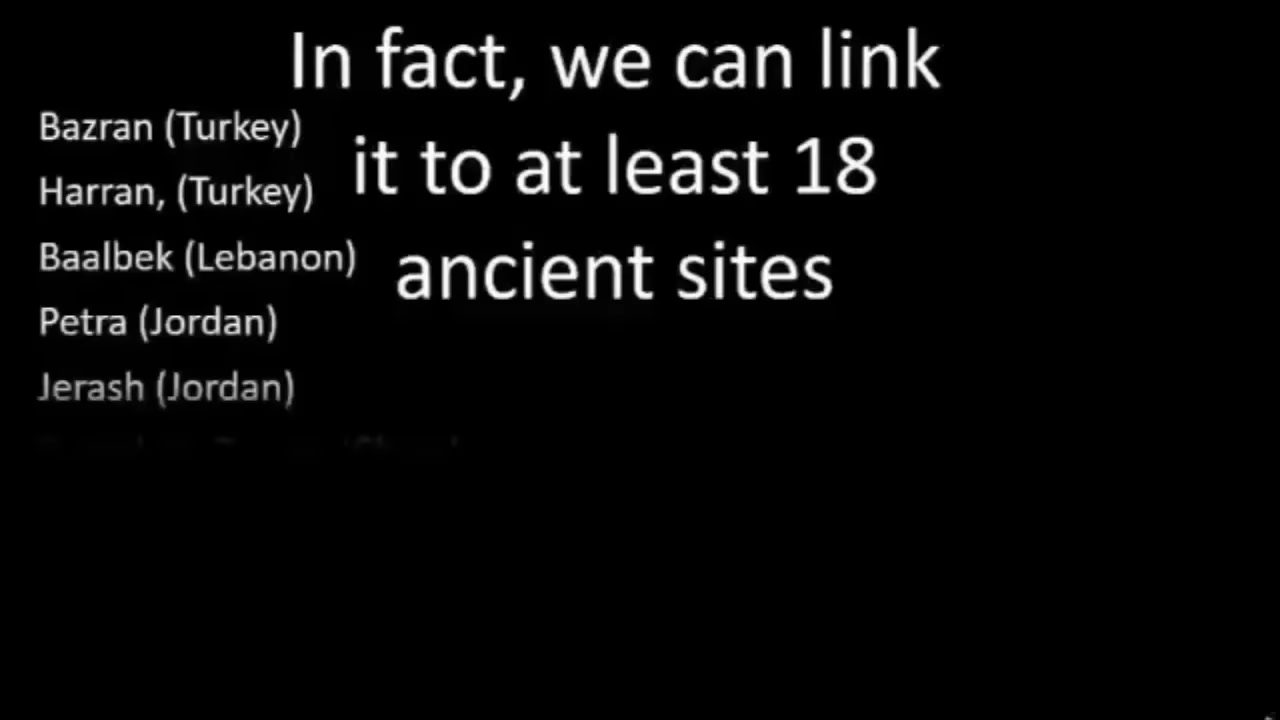 In fact, we can link
it to at least 18
ancient sites
Bazran (Turkey)
Harran, (Turkey)
Baalbek (Lebanon)
Petra (Jordan)
Jerash (Jordan)